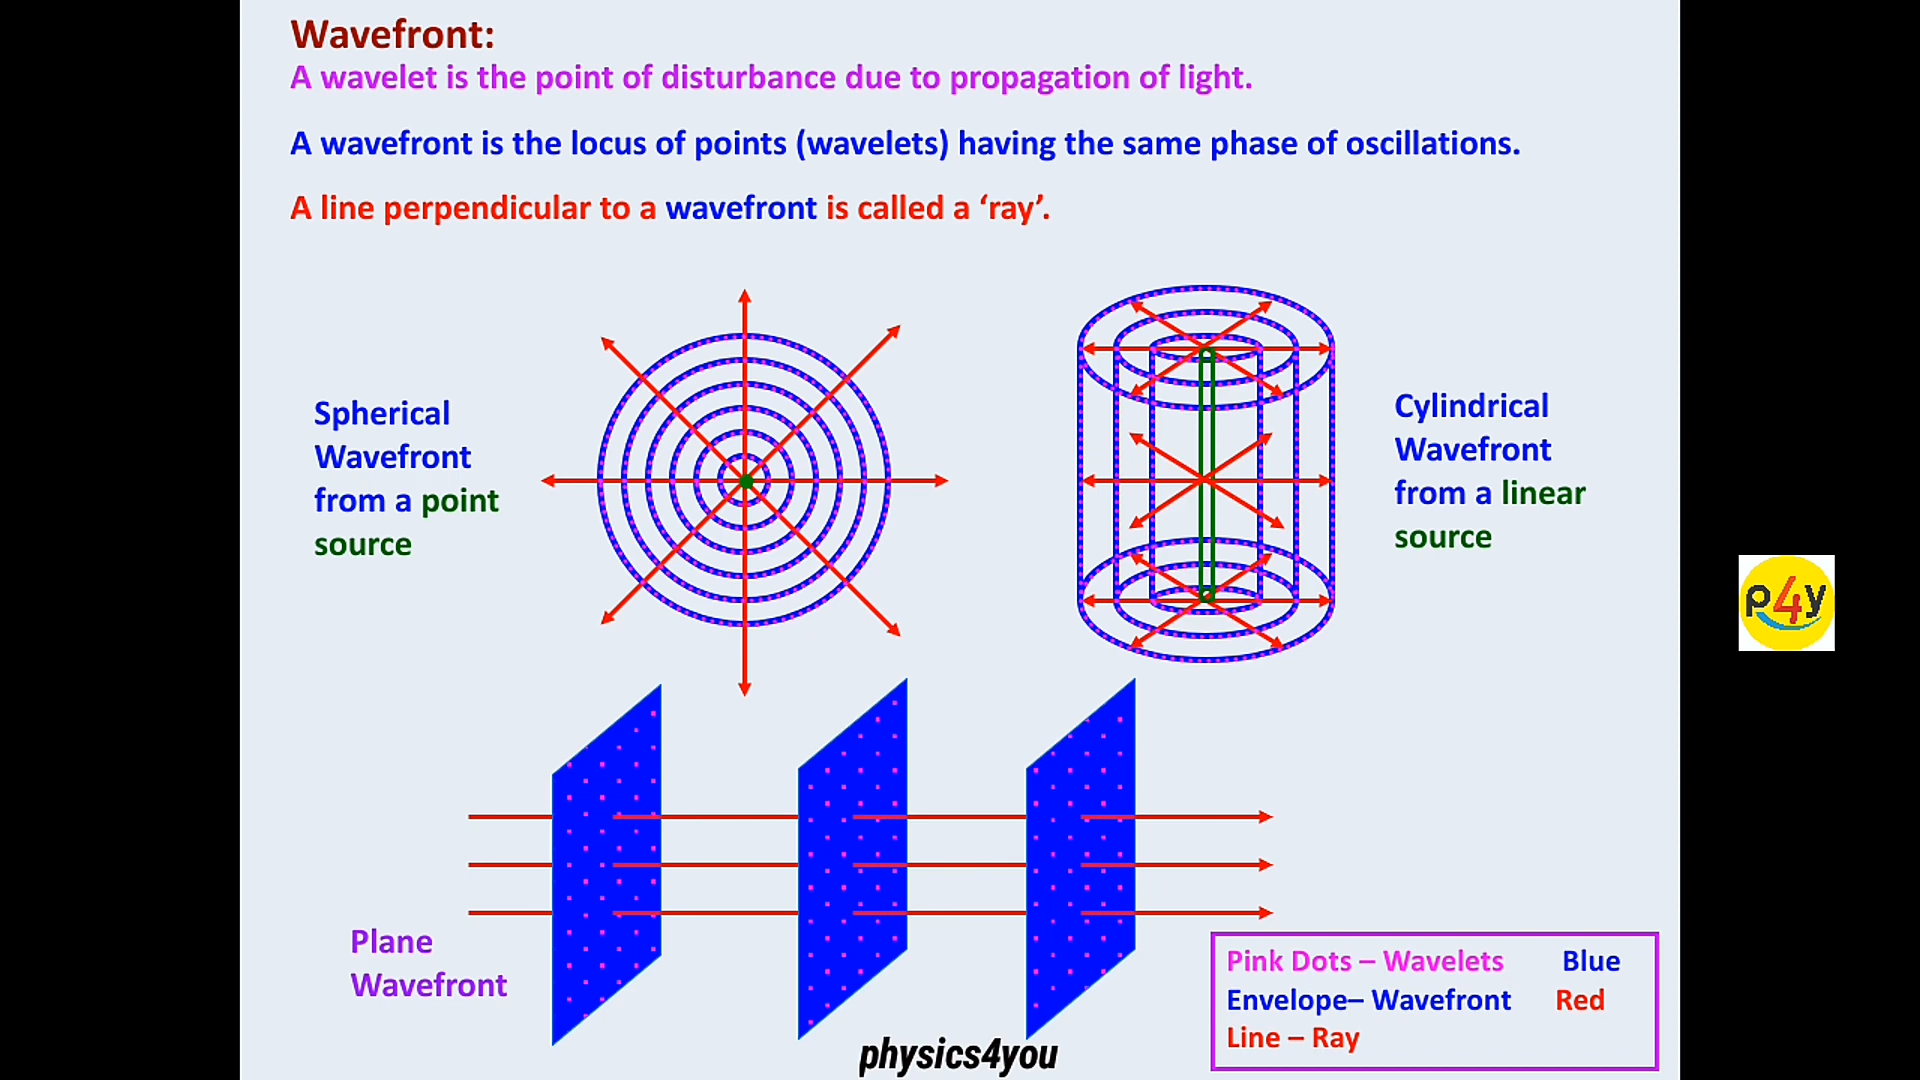 Wavefront:
A wavelet is the point of disturbance due to propagation of light.
A wavefront is the locus of points (wavelets) having the same phase of oscillations.
A line perpendicular to a wavefront is called a ‘ray’.
Spherical
Wavefront
from a point
source
Cylindrical
Wavefront
from a linear
source
p4y
Plane
Wavefront
Pink Dots – Wavelets Blue
Envelope– Wavefront Red
Line – Ray
physics4you